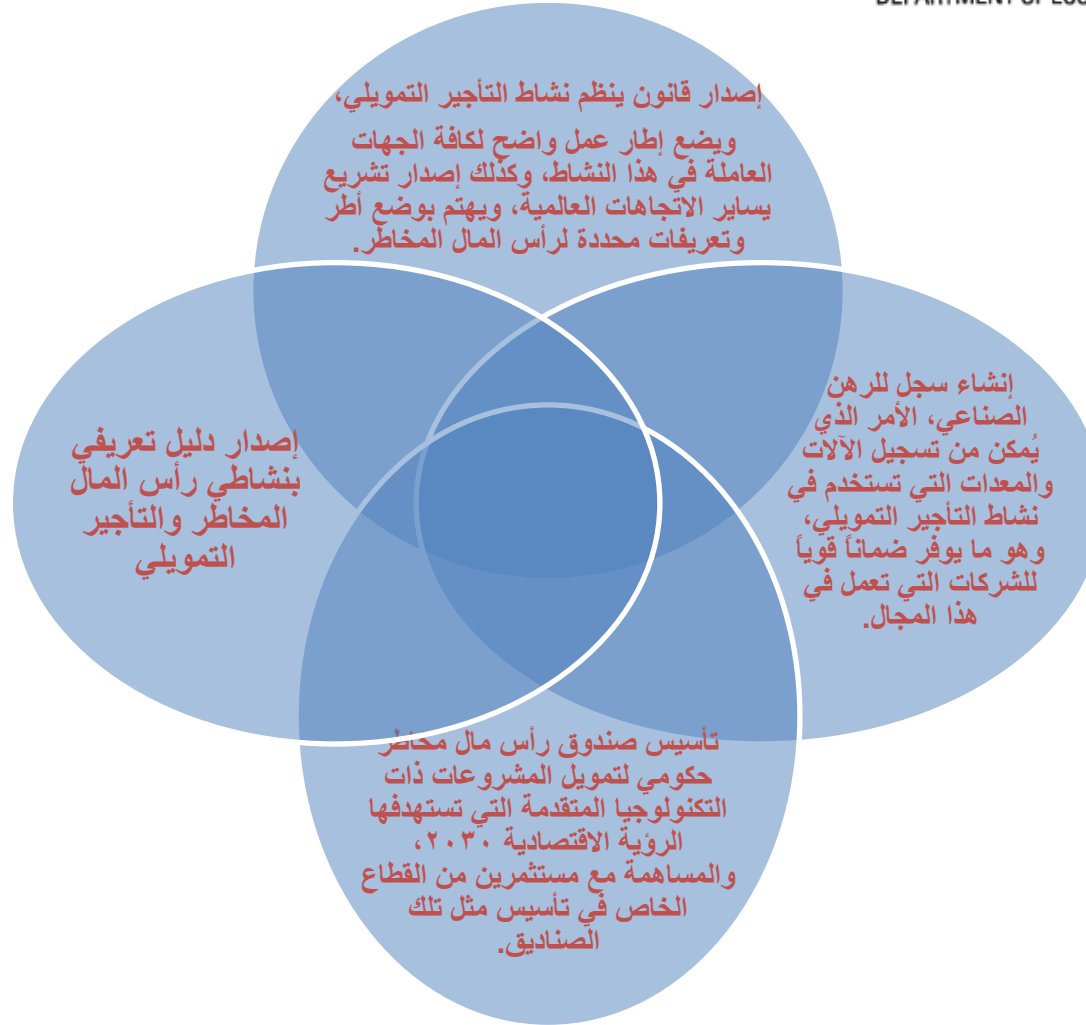 إصدار قانون ينظم نشاط التأجير التمويلي،
ويضع إطار عمل واضح لكافة الجهات
العاملة في هذا النشاط، وكذلك إصدار تشريع
يساير الاتجاهات العالمية، ويهتم بوضع أطر
وتعريفات محددة لرأس المال المخاطر.
إنشاء سجل للرهن
الصناعي، الأمر الذي
يُمكن من تسجيل الآلات
والمعدات التي تستخدم في
نشاط التأجير التمويلي،
وهو ما يوفر ضماناً قوياً
للشركات التي تعمل في
هذا المجال.
إصدار دليل تعريفي
بنشاطي رأس المال
المخاطر والتأجير
التمويلي
تأسيس صندوق رأس مال مخاطر
حكومي لتمويل المشروعات ذات
التكنولوجيا المتقدمة التي تستهدفها
الرؤية الاقتصادية ٢٠٣٠،
والمساهمة مع مستثمرين من القطاع
الخاص في تأسيس مثل تلك
الصناديق.